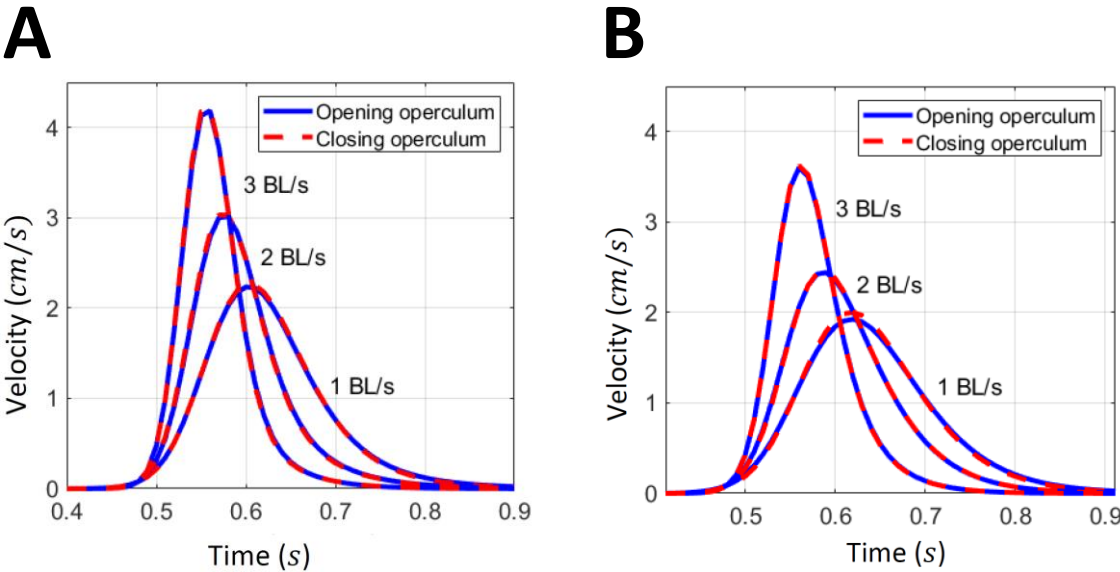 A
B
Opening operculum
Closing operculum
4
3
2
1
0
3 BL/s
2 BL/s
1 BL/s
Velocity (cm/s)
0.4 0.5 0.6 0.7 0.8 0.9
Time (s)
Opening operculum
Closing operculum
4
3
2
1
0
3 BL/s
2 BL/s
1 BL/s
Velocity (cm/s)
0.5 0.6 0.7 0.8 0.9
Time (s)